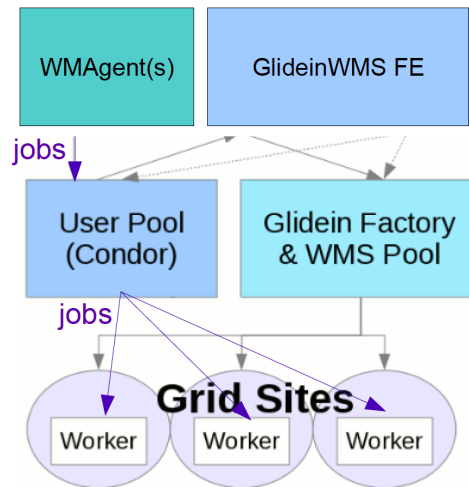 WMAgent(s)
GlideinWMS FE
jobs
User Pool
(Condor)
Glidein Factory
& WMS Pool
jobs
Grid Sites
Worker
Worker
Worker